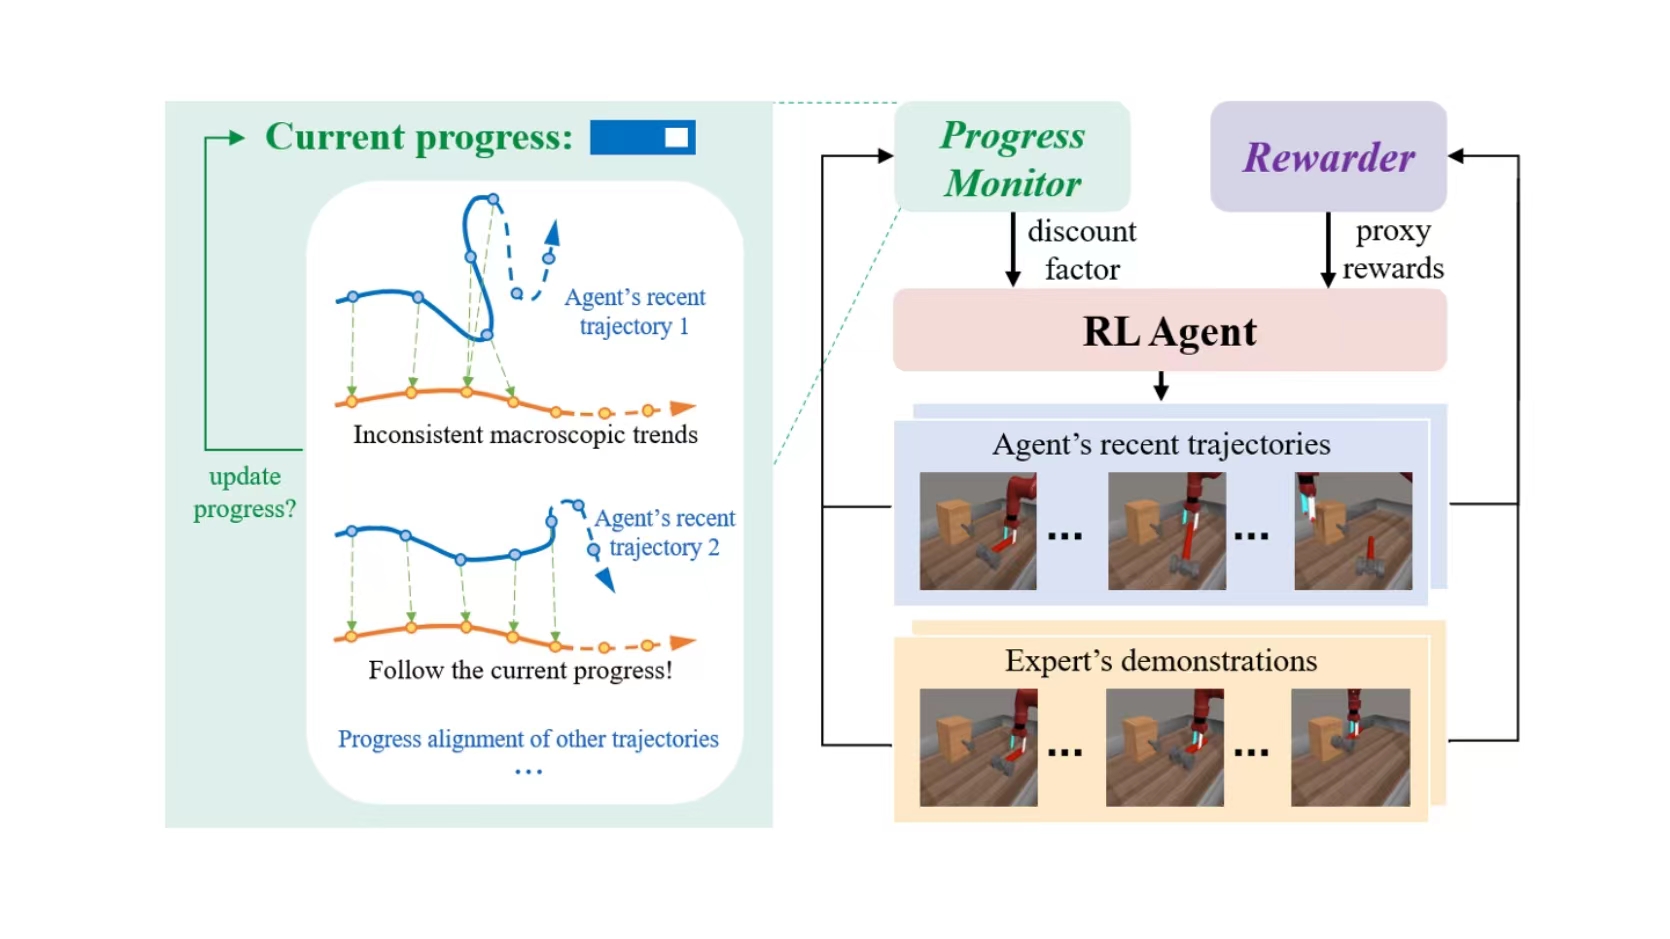 Current progress:
Agent's recent
trajectory 1
Inconsistent macroscopic trends
update
progress?
Agent's recent
trajectory 2
Follow the current progress!
Progress alignment of other trajectories
...
Progress
Monitor
Rewarder
discount
factor
proxy
rewards
RL Agent
Agent's recent trajectories
... ...
Expert's demonstrations
... ...